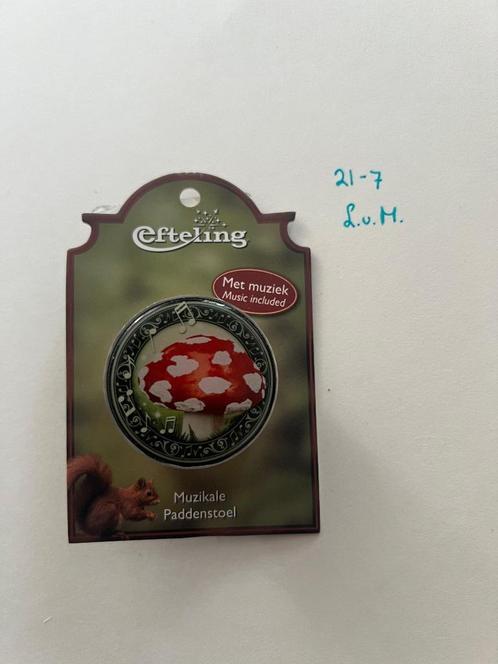 efteling
Met muziek
Music included
Muzikale
Paddenstoel
21-7
L.v.M.